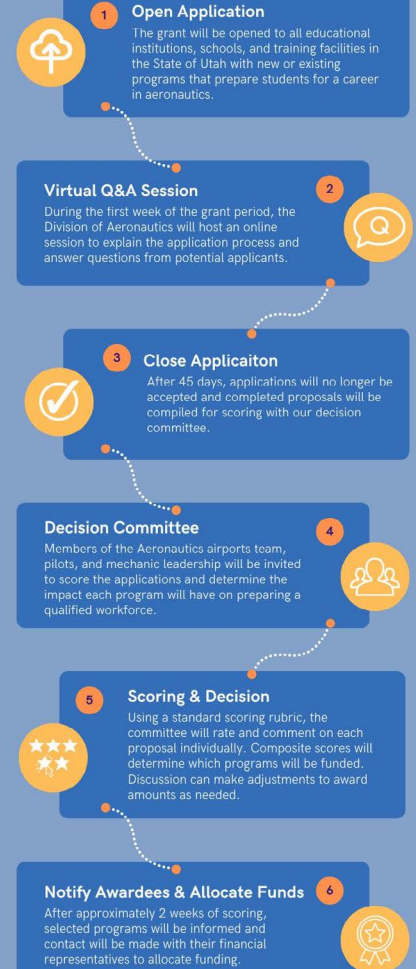 1
Open Application
The grant will be opened to all educational
institutions, schools, and training facilities in
the State of Utah with new or existing
programs that prepare students for a career
in aeronautics.
Virtual Q&A Session
2
During the first week of the grant period, the
Division of Aeronautics will host an online
session to explain the application process and
answer questions from potential applicants.
Q
3
Close Applicaiton
After 45 days, applications will no longer be
accepted and completed proposals will be
compiled for scoring with our decision
committee.
Decision Committee
4
Members of the Aeronautics airports team,
pilots, and mechanic leadership will be invited
to score the applications and determine the
impact each program will have on preparing a
qualified workforce.
5
Scoring & Decision
Using a standard scoring rubric, the
committee will rate and comment on each
proposal individually. Composite scores will
determine which programs will be funded.
Discussion can make adjustments to award
amounts as needed.
Notify Awardees & Allocate Funds
6
After approximately 2 weeks of scoring,
selected programs will be informed and
contact will be made with their financial
representatives to allocate funding.